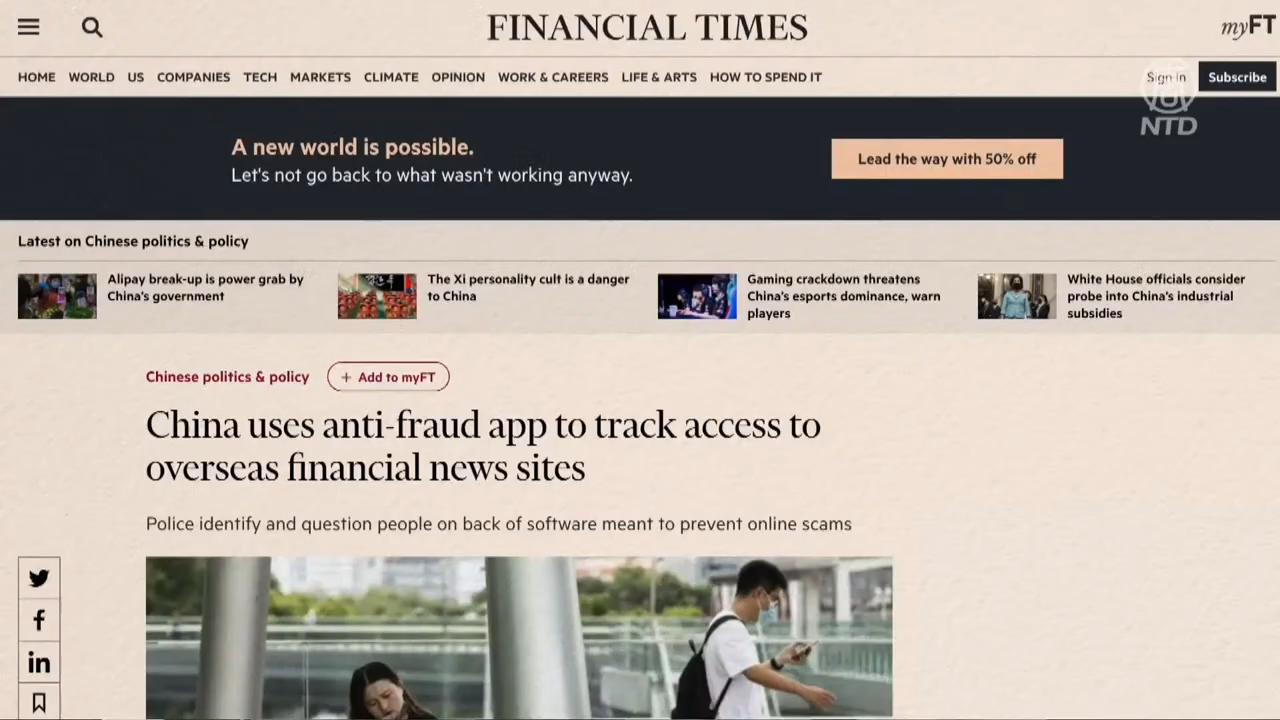 FINANCIAL TIMES
myFT
HOME WORLD US COMPANIES TECH MARKETS CLIMATE OPINION WORK & CAREERS LIFE & ARTS HOW TO SPEND IT
Sign In Subscribe
NTD
A new world is possible.
Let's not go back to what wasn't working anyway.
Lead the way with 50% off
Latest on Chinese politics & policy
Alipay break-up is power grab by
China's government
The Xi personality cult is a danger
to China
Gaming crackdown threatens
China's esports dominance, warn
players
White House officials consider
probe into China's industrial
subsidies
Chinese politics & policy
+ Add to myFT
China uses anti-fraud app to track access to
overseas financial news sites
Police identify and question people on back of software meant to prevent online scams
f
in